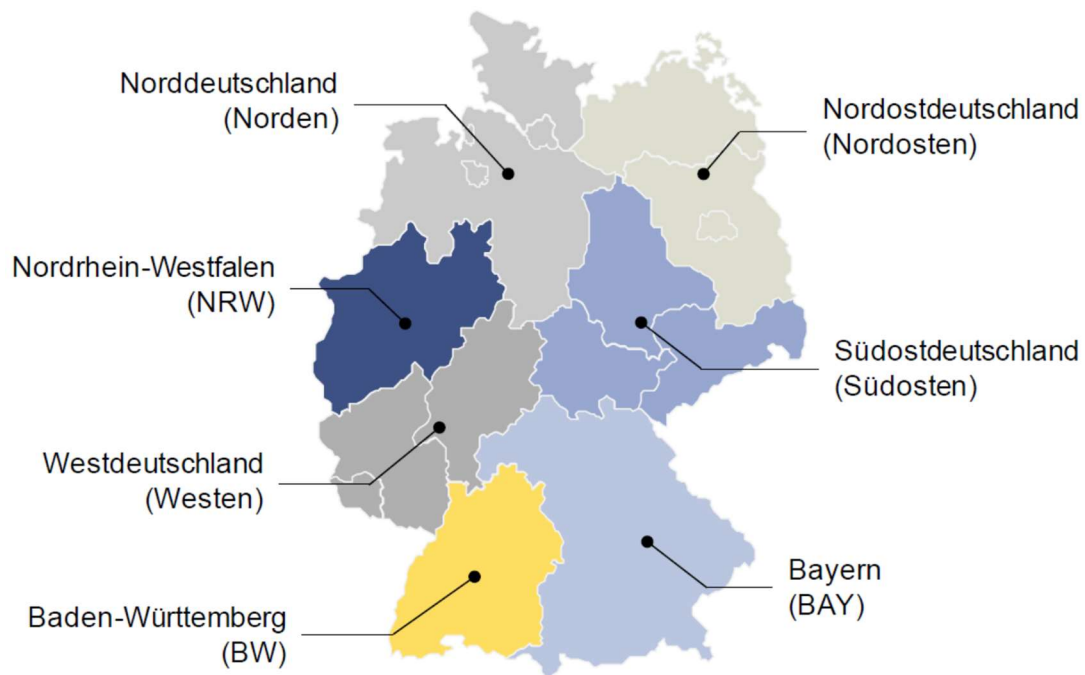 Norddeutschland
(Norden)
Nordostdeutschland
(Nordosten)
Nordrhein-Westfalen
(NRW)
Südostdeutschland
(Südosten)
Westdeutschland
(Westen)
Bayern
(BAY)
Baden-Württemberg
(BW)